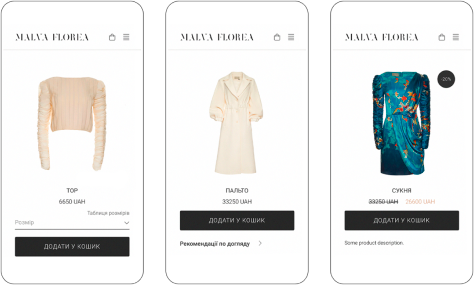 MALVA FLOREA
ТОР
6650 UAH
Таблиця розмірів
Розмір
ДОДАТИ У КОШИК
MALVA FLOREA
ПАЛЬТО
33250 UAH
ДОДАТИ У КОШИК
Рекомендації по догляду
MALVA FLOREA
-20%
СУКНЯ
33250 UAH 26600 UAH
ДОДАТИ У КОШИК
Some product description.